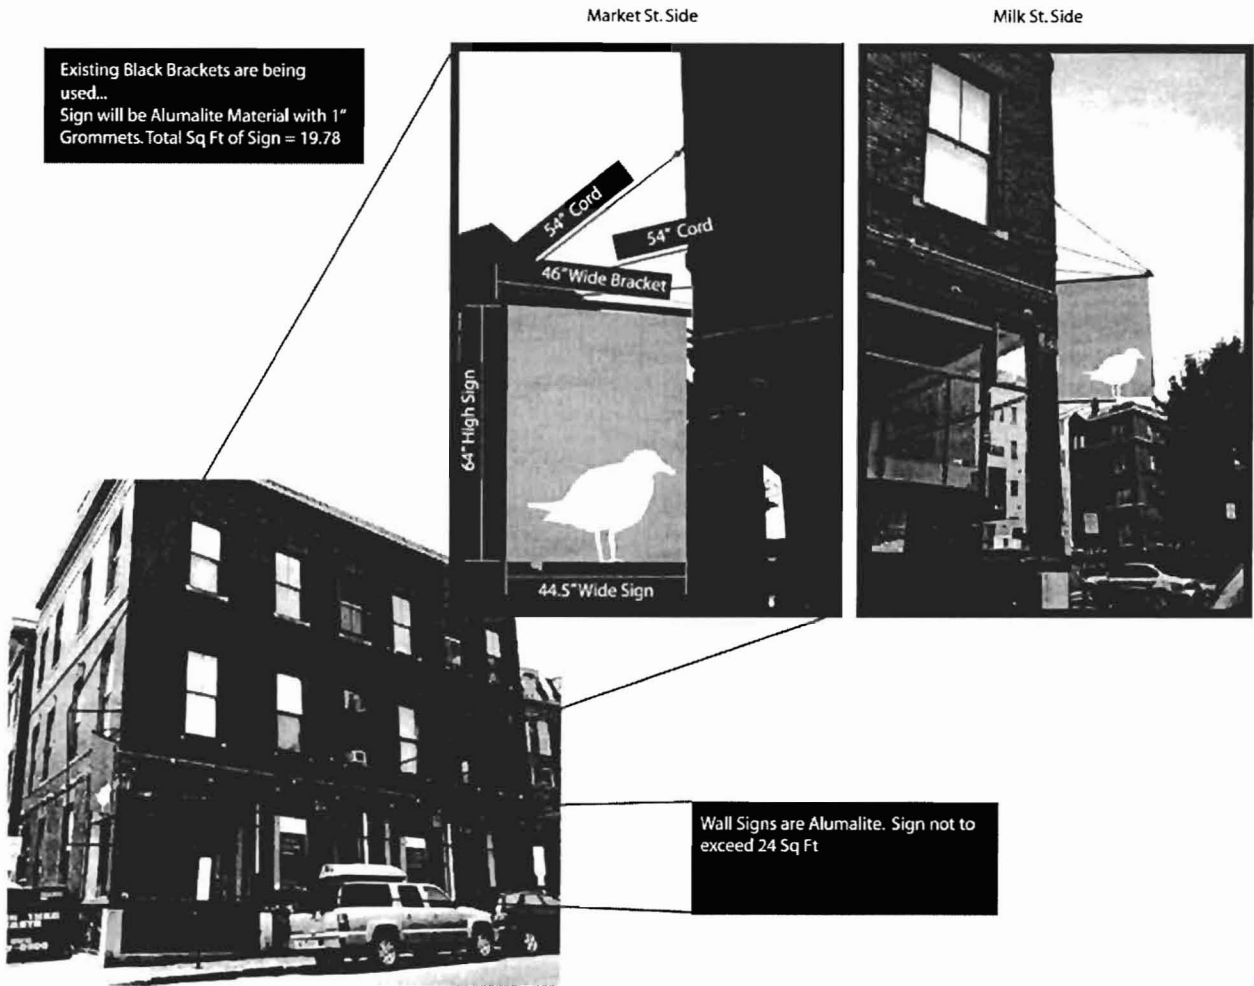 Market St. Side
Milk St. Side
Existing Black Brackets are being
used...
Sign will be Alumalite Material with 1"
Grommets. Total Sq Ft of Sign = 19.78
54" Cord
54" Cord
46" Wide Bracket
64" High Sign
44.5" Wide Sign
Wall Signs are Alumalite. Sign not to
exceed 24 Sq Ft